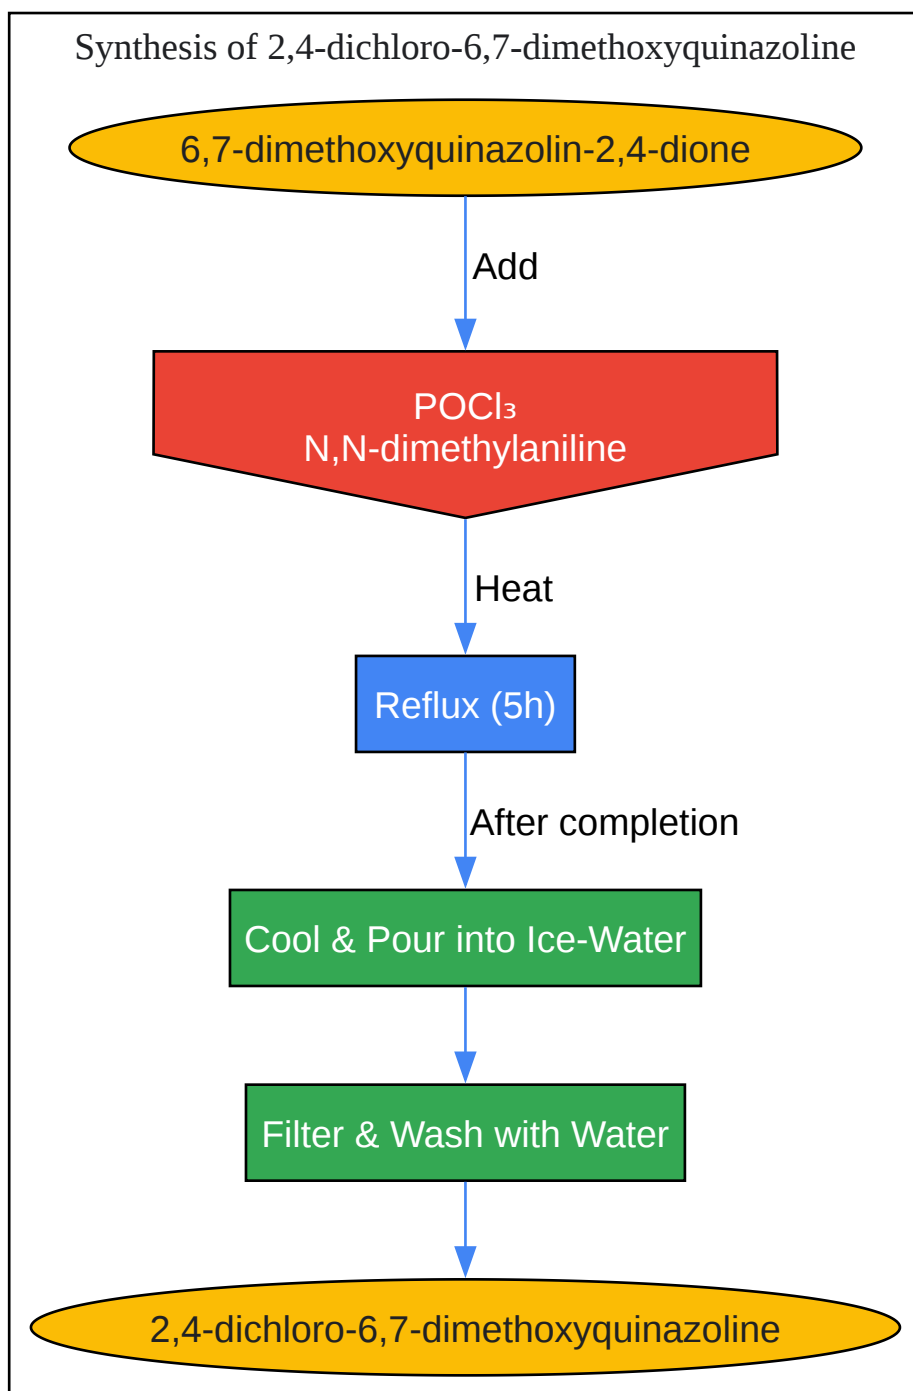 Synthesis of 2,4-dichloro-6,7-dimethoxyquinazoline
6,7-dimethoxyquinazolin-2,4-dione
Add
POCl₃
N,N-dimethylaniline
Heat
Reflux (5h)
After completion
Cool & Pour into Ice-Water
Filter & Wash with Water
2,4-dichloro-6,7-dimethoxyquinazoline